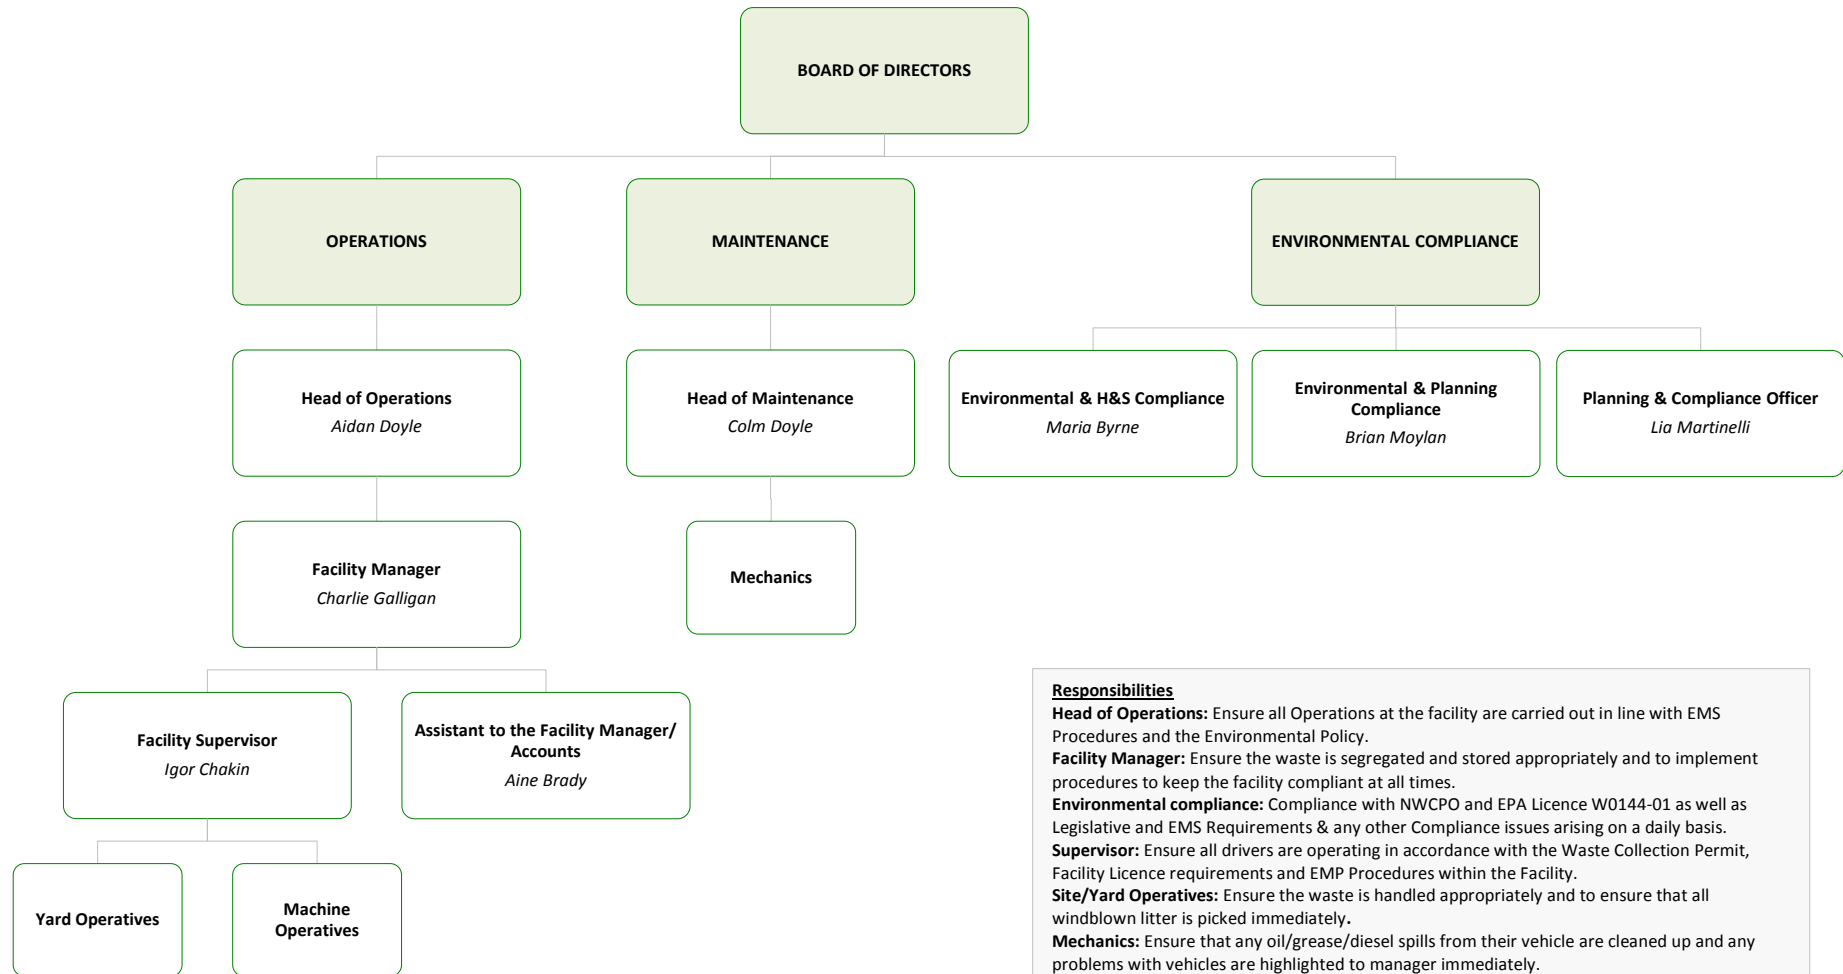 BOARD OF DIRECTORS
OPERATIONS
MAINTENANCE
ENVIRONMENTAL COMPLIANCE
Head of Operations
Aidan Doyle
Head of Maintenance
Colm Doyle
Environmental & H&S Compliance
Maria Byrne
Environmental & Planning
Compliance
Brian Moylan
Planning & Compliance Officer
Lia Martinelli
Facility Manager
Charlie Galligan
Mechanics
Facility Supervisor
Igor Chakin
Assistant to the Facility Manager/
Accounts
Aine Brady
Yard Operatives
Machine
Operatives
Responsibilities
Head of Operations: Ensure all Operations at the facility are carried out in line with EMS
Procedures and the Environmental Policy.
Facility Manager: Ensure the waste is segregated and stored appropriately and to implement
procedures to keep the facility compliant at all times.
Environmental compliance: Compliance with NWCPO and EPA Licence W0144-01 as well as
Legislative and EMS Requirements & any other Compliance issues arising on a daily basis.
Supervisor: Ensure all drivers are operating in accordance with the Waste Collection Permit,
Facility Licence requirements and EMP Procedures within the Facility.
Site/Yard Operatives: Ensure the waste is handled appropriately and to ensure that all
windblown litter is picked immediately.
Mechanics: Ensure that any oil/grease/diesel spills from their vehicle are cleaned up and any
problems with vehicles are highlighted to manager immediately.